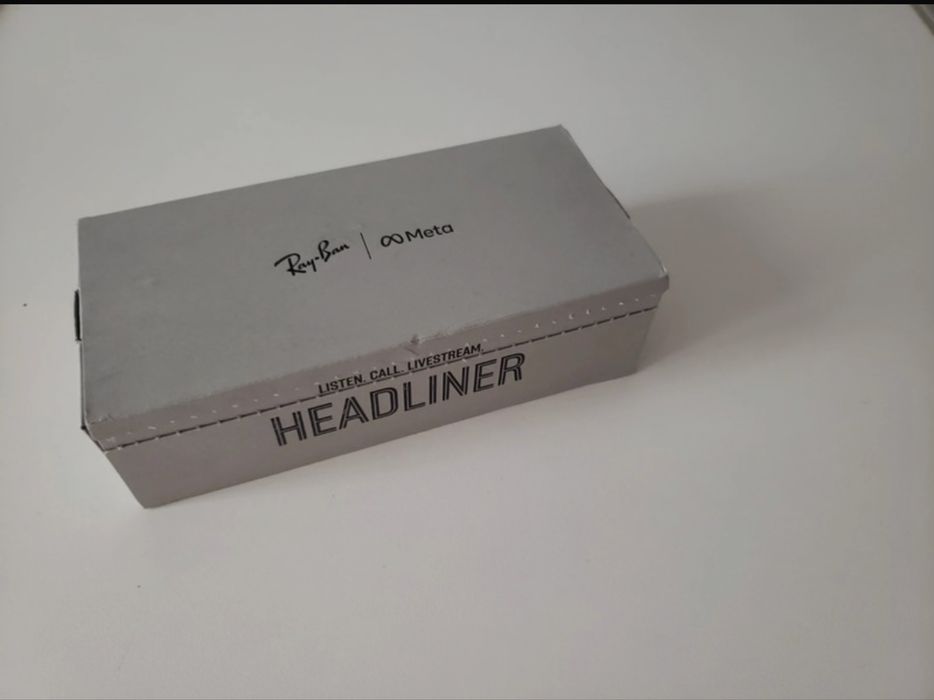 Ray-Ban | ∞ Meta
LISTEN. CALL. LIVESTREAM.
HEADLINER